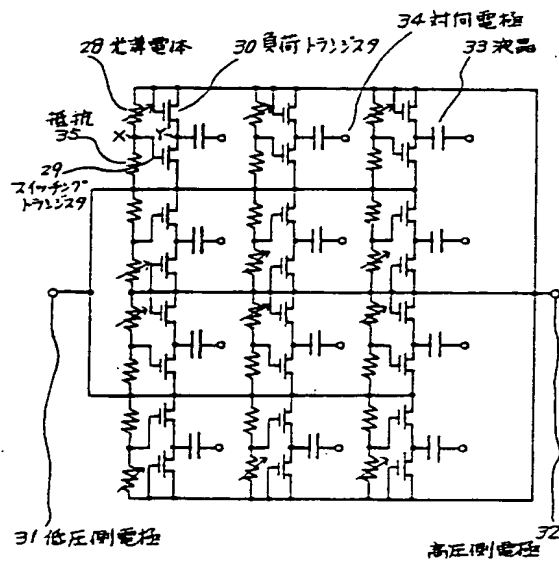 28 光導電体
30 負荷トランジスタ
34 対向電極
33 液晶
抵抗
35
X
Y
29
スイッチング
トランジスタ
31 低圧側電極
32
高圧側電極